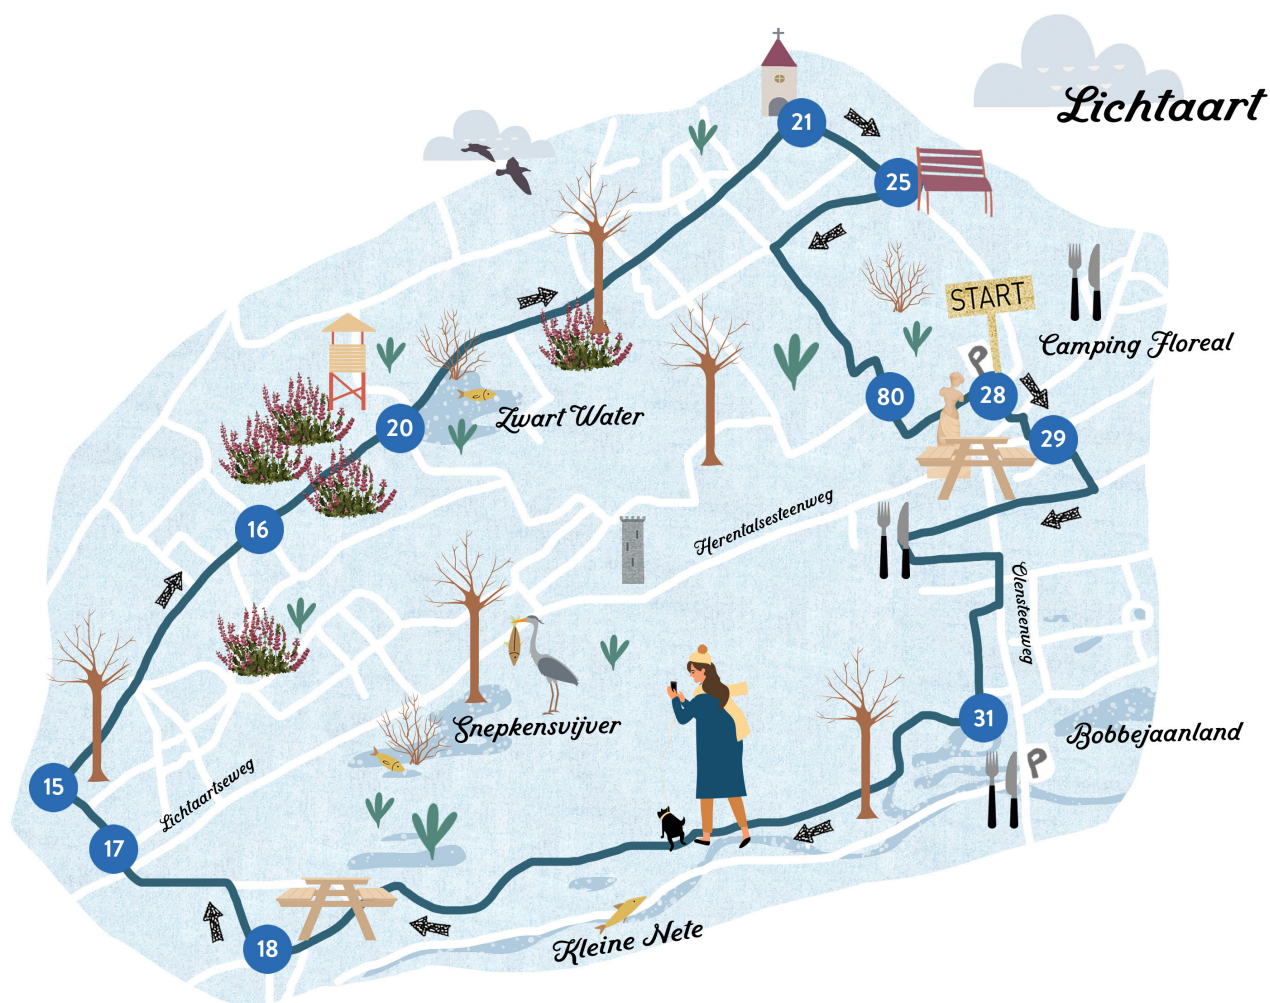 Lichtaart
21
25
START
Camping Floreal
P
80
28
29
Zwart Water
20
16
Herentalsesteenweg
Olensteenweg
Snepkensvijver
31
Bobbejaanland
P
15
Lichtaartseweg
17
18
Kleine Nete